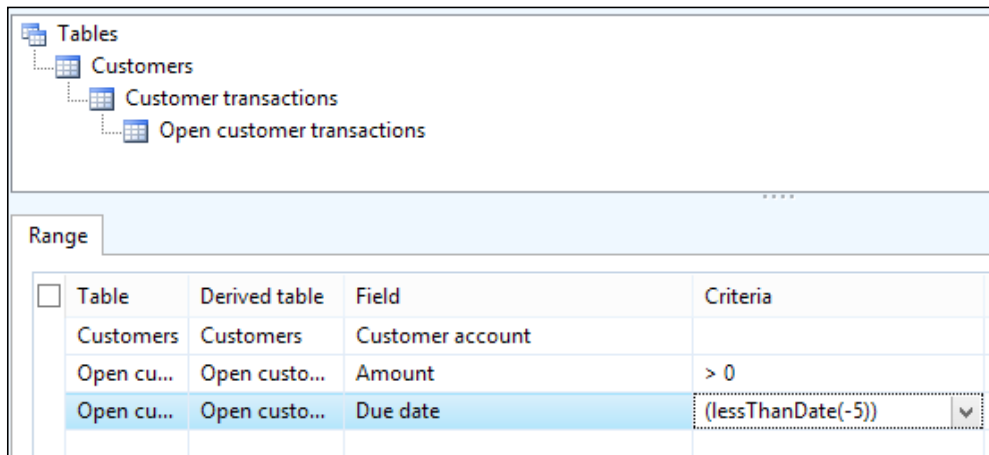 Tables
Customers
Customer transactions
Open customer transactions
Range
Table Derived table Field Criteria
Customers Customers Customer account
Open cu... Open custo... Amount > 0
Open cu... Open custo... Due date (lessThanDate(-5))